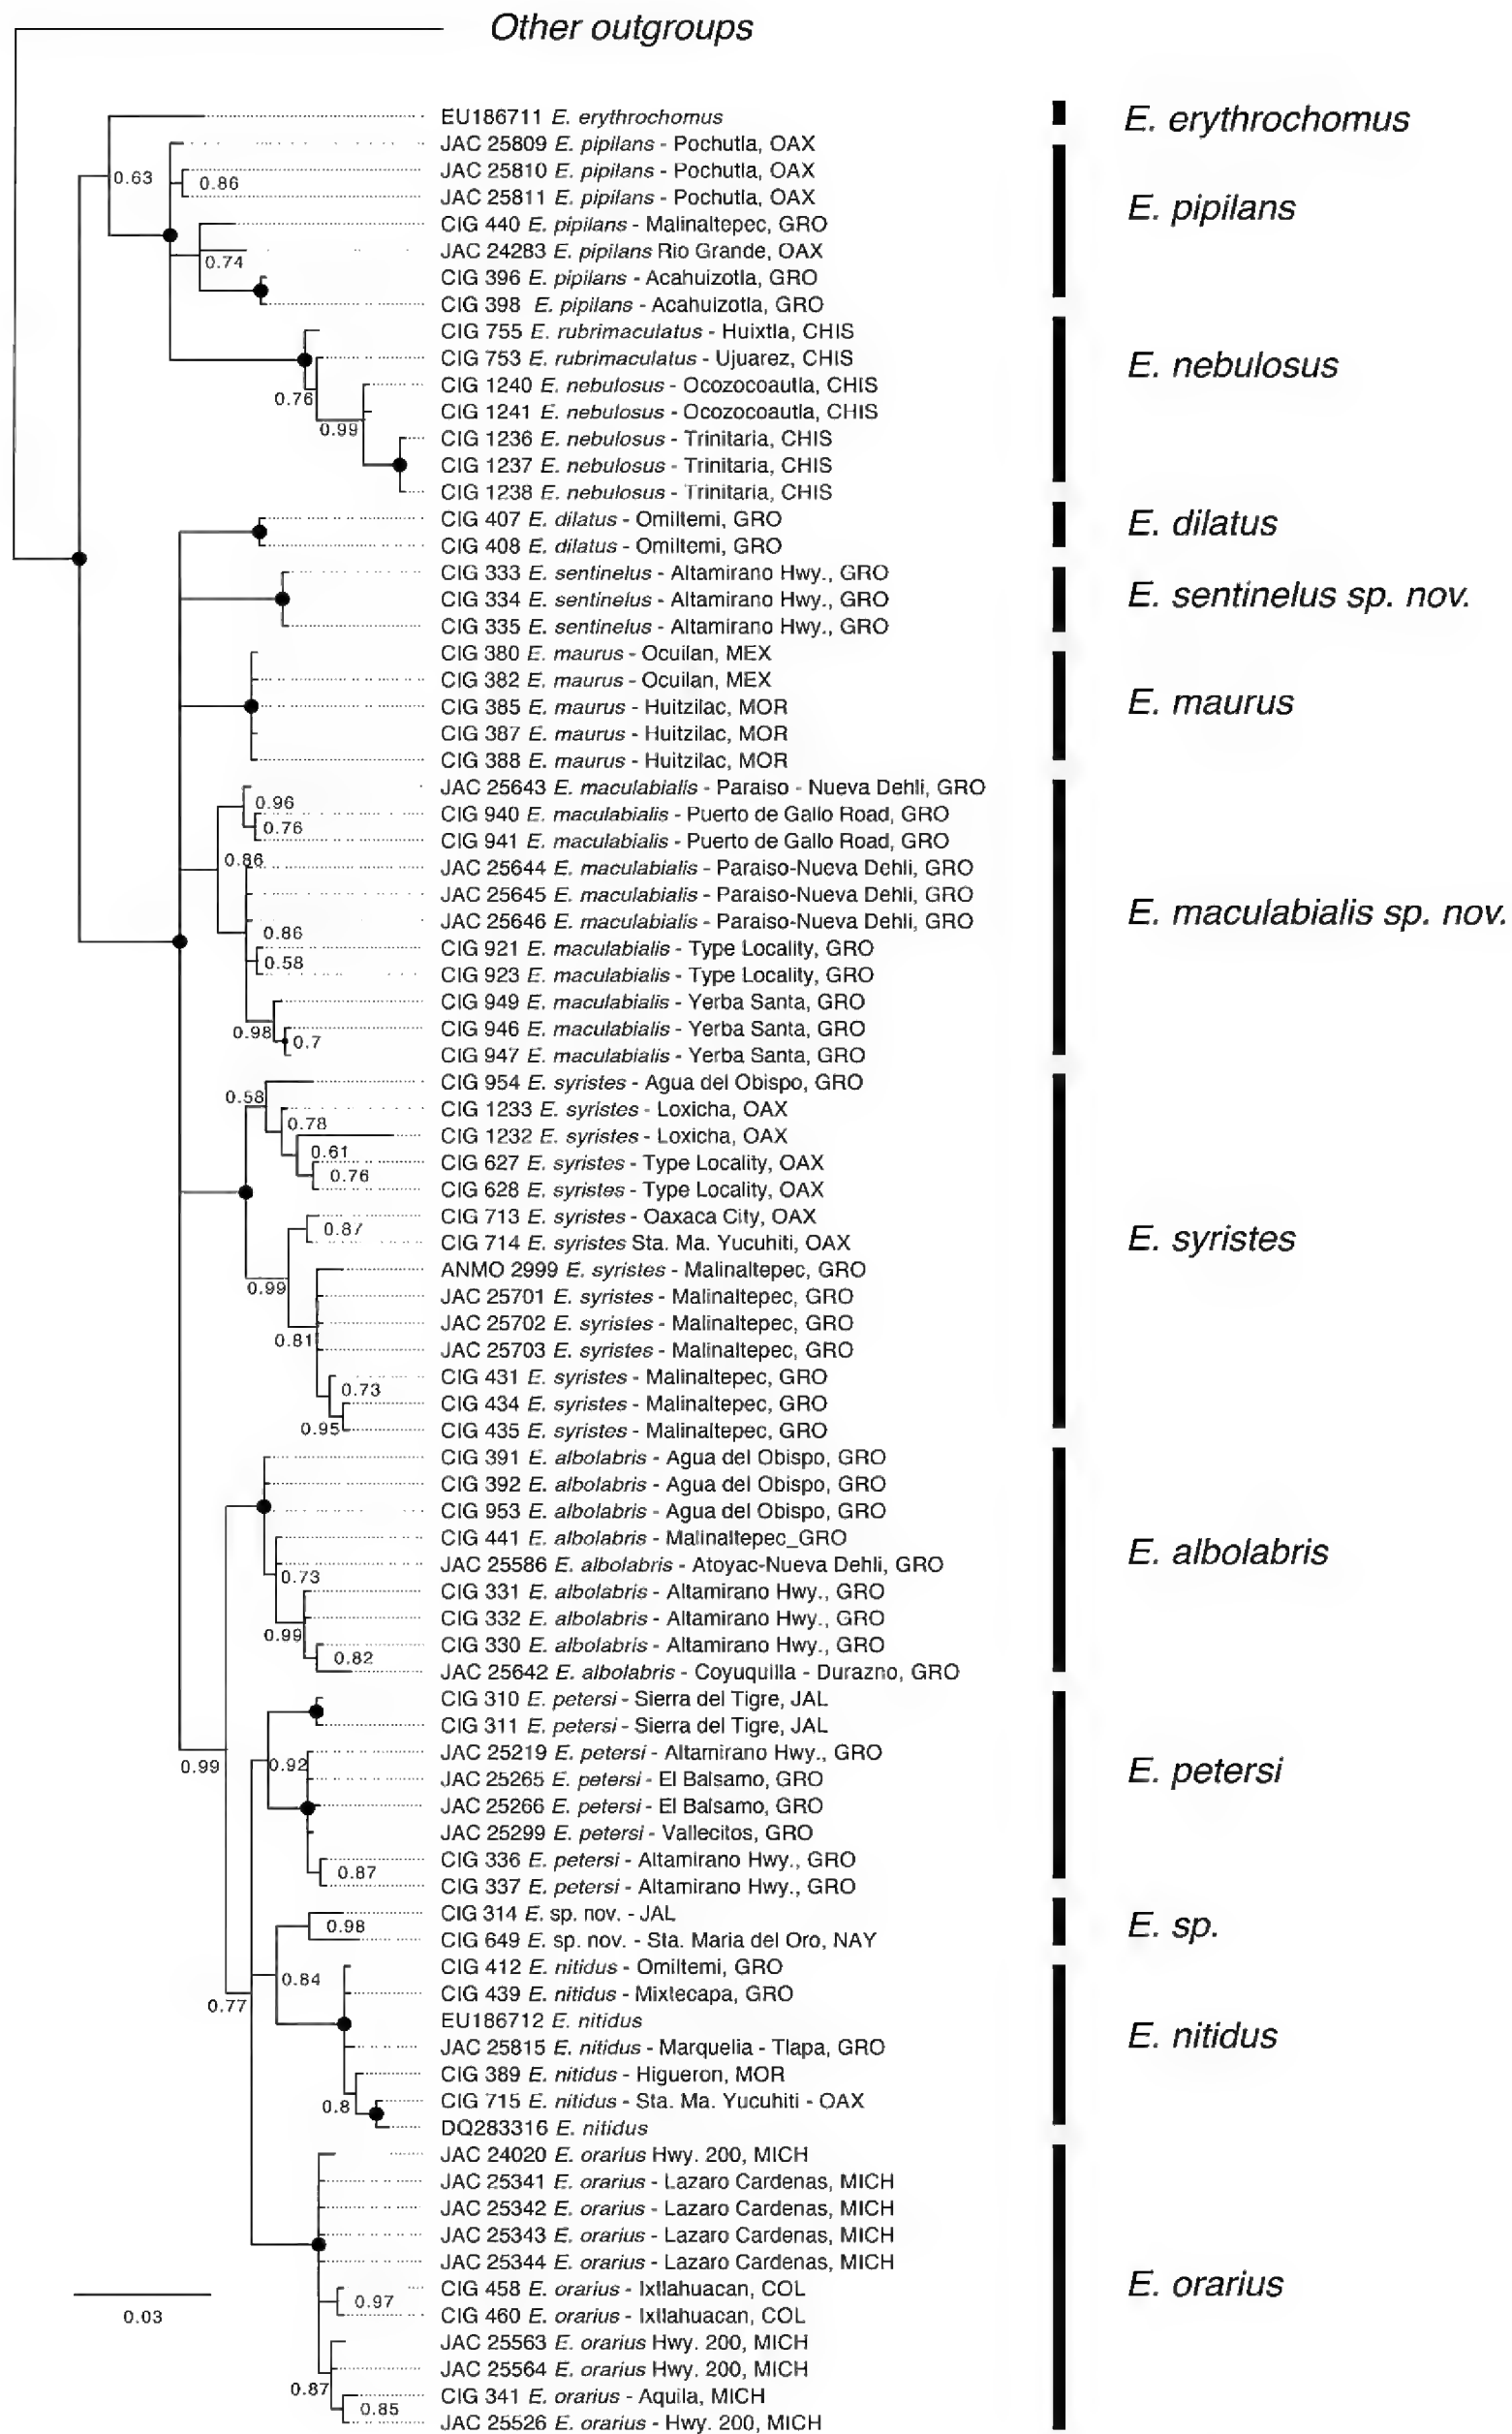 Other outgroups
EU186711 E. erythrochomus
E. erythrochomus
JAC 25809 E. pipilans - Pochutla, OAX
0.63
JAC 25810 E. pipilans - Pochutla, OAX
0.86
JAC 25811 E. pipilans - Pochutla, OAX
E. pipilans
CIG 440 E. pipilans - Malinaltepec, GRO
JAC 24283 E. pipilans Rio Grande, OAX
0.74
CIG 396 E. pipilans - Acahuizotla, GRO
CIG 398 E. pipilans - Acahuizotla, GRO
CIG 755 E. rubrimaculatus - Huixtla, CHIS
CIG 753 E. rubrimaculatus - Ujuarez, CHIS
E. nebulosus
CIG 1240 E. nebulosus - Ocozocoautla, CHIS
0.76
CIG 1241 E. nebulosus - Ocozocoautla, CHIS
0.99
CIG 1236 E. nebulosus - Trinitaria, CHIS
CIG 1237 E. nebulosus - Trinitaria, CHIS
CIG 1238 E. nebulosus - Trinitaria, CHIS
CIG 407 E. dilatus - Omiltemi, GRO
E. dilatus
CIG 408 E. dilatus - Omiltemi, GRO
CIG 333 E. sentinelus - Altamirano Hwy., GRO
CIG 334 E. sentinelus - Altamirano Hwy., GRO
E. sentinelus sp. nov.
CIG 335 E. sentinelus - Altamirano Hwy., GRO
CIG 380 E. maurus - Ocuilan, MEX
CIG 382 E. maurus - Ocuilan, MEX
CIG 385 E. maurus - Huitzilac, MOR
E. maurus
CIG 387 E. maurus - Huitzilac, MOR
CIG 388 E. maurus - Huitzilac, MOR
JAC 25643 E. maculabialis - Paraiso - Nueva Dehli, GRO
0.96
CIG 940 E. maculabialis - Puerto de Gallo Road, GRO
0.76
CIG 941 E. maculabialis - Puerto de Gallo Road, GRO
0.86
JAC 25644 E. maculabialis - Paraiso-Nueva Dehli, GRO
JAC 25645 E. maculabialis - Paraiso-Nueva Dehli, GRO
JAC 25646 E. maculabialis - Paraiso-Nueva Dehli, GRO
E. maculabialis sp. nov.
0.86
CIG 921 E. maculabialis - Type Locality, GRO
0.58
CIG 923 E. maculabialis - Type Locality, GRO
CIG 949 E. maculabialis - Yerba Santa, GRO
CIG 946 E. maculabialis - Yerba Santa, GRO
0.98
0.7
CIG 947 E. maculabialis - Yerba Santa, GRO
CIG 954 E. syristes - Agua del Obispo, GRO
0.58
CIG 1233 E. syristes - Loxicha, OAX
0.78
CIG 1232 E. syristes - Loxicha, OAX
0.61
CIG 627 E. syristes - Type Locality, OAX
0.76
CIG 628 E. syristes - Type Locality, OAX
CIG 713 E. syristes - Oaxaca City, OAX
0.87
CIG 714 E. syristes Sta. Ma. Yucuhiti, OAX
E. syristes
ANMO 2999 E. syristes - Malinaltepec, GRO
0.99
JAC 25701 E. syristes - Malinaltepec, GRO
JAC 25702 E. syristes - Malinaltepec, GRO
0.81
JAC 25703 E. syristes - Malinaltepec, GRO
CIG 431 E. syristes - Malinaltepec, GRO
0.73
CIG 434 E. syristes - Malinaltepec, GRO
0.95
CIG 435 E. syristes - Malinaltepec, GRO
CIG 391 E. albolabris - Agua del Obispo, GRO
CIG 392 E. albolabris - Agua del Obispo, GRO
CIG 953 E. albolabris - Agua del Obispo, GRO
CIG 441 E. albolabris - Malinaltepec_GRO
E. albolabris
JAC 25586 E. albolabris - Atoyac-Nueva Dehli, GRO
0.73
CIG 331 E. albolabris - Altamirano Hwy., GRO
CIG 332 E. albolabris - Altamirano Hwy., GRO
0.99
CIG 330 E. albolabris - Altamirano Hwy., GRO
0.82
JAC 25642 E. albolabris - Coyuquilla - Durazno, GRO
CIG 310 E. petersi - Sierra del Tigre, JAL
CIG 311 E. petersi - Sierra del Tigre, JAL
JAC 25219 E. petersi - Altamirano Hwy., GRO
0.99
0.92
E. petersi
JAC 25265 E. petersi - El Balsamo, GRO
JAC 25266 E. petersi - El Balsamo, GRO
JAC 25299 E. petersi - Vallecitos, GRO
CIG 336 E. petersi - Altamirano Hwy., GRO
0.87
CIG 337 E. petersi - Altamirano Hwy., GRO
CIG 314 E. sp. nov. - JAL
0.98
E. sp.
CIG 649 E. sp. nov. - Sta. Maria del Oro, NAY
CIG 412 E. nitidus - Omiltemi, GRO
0.84
CIG 439 E. nitidus - Mixtecapa, GRO
0.77
EU186712 E. nitidus
E. nitidus
JAC 25815 E. nitidus - Marquelia - Tlapa, GRO
CIG 389 E. nitidus - Higueron, MOR
CIG 715 E. nitidus - Sta. Ma. Yucuhiti - OAX
0.8
DQ283316 E. nitidus
JAC 24020 E. orarius Hwy. 200, MICH
JAC 25341 E. orarius - Lazaro Cardenas, MICH
JAC 25342 E. orarius - Lazaro Cardenas, MICH
JAC 25343 E. orarius - Lazaro Cardenas, MICH
JAC 25344 E. orarius - Lazaro Cardenas, MICH
CIG 458 E. orarius - Ixtlahuacan, COL
E. orarius
0.97
CIG 460 E. orarius - Ixtlahuacan, COL
0.03
JAC 25563 E. orarius Hwy. 200, MICH
JAC 25564 E. orarius Hwy. 200, MICH
0.87
CIG 341 E. orarius - Aquila, MICH
0.85
JAC 25526 E. orarius - Hwy. 200, MICH